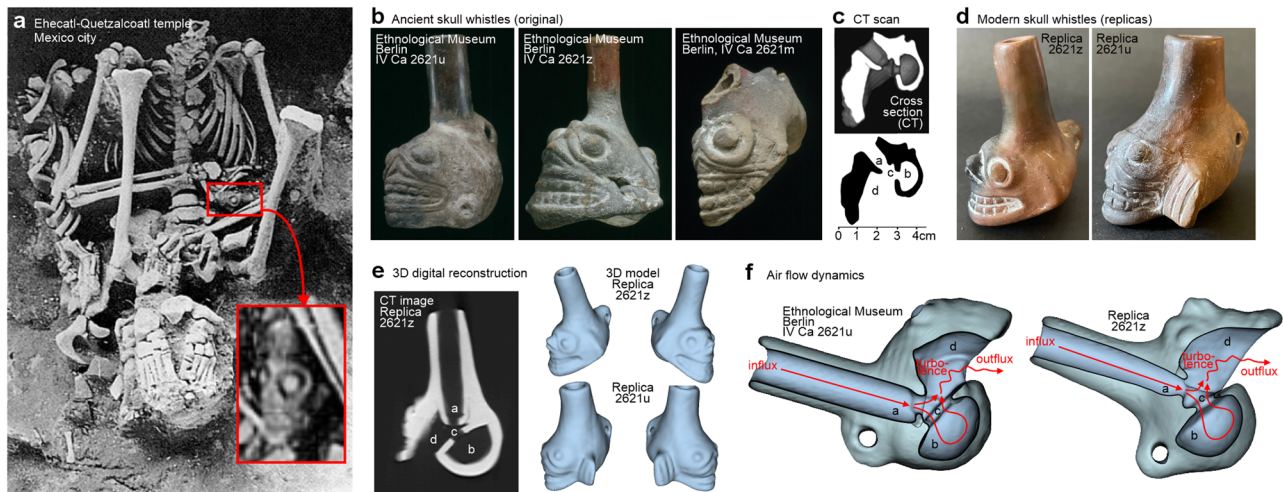 a Ehecatl-Quetzalcoatl temple
Mexico city
b Ancient skull whistles (original)
Ethnological Museum
Berlin
IV Ca 2621u
Ethnological Museum
Berlin
IV Ca 2621z
Ethnological Museum
Berlin, IV Ca 2621m
c CT scan
Cross
section
(CT)
a
c
b
d
0 1 2 3 4cm
d Modern skull whistles (replicas)
Replica
2621z
Replica
2621u
e 3D digital reconstruction
CT image
Replica
2621z
a
c
d
b
3D model
Replica
2621z
Replica
2621u
f Air flow dynamics
Ethnological Museum
Berlin
IV Ca 2621u
influx
turbo-
lence
outflux
d
a
c
b
Replica
2621z
influx
turbo-
lence
outflux
d
a
c
b